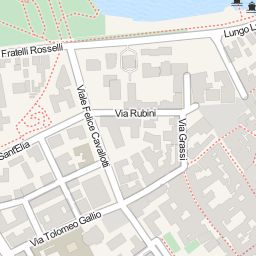 Lungo L
Fratelli Rosselli
Viale Felice Cavallotti
Via Rubini
Via Grassi
Sant'Elia
Via Tolomeo Gallio